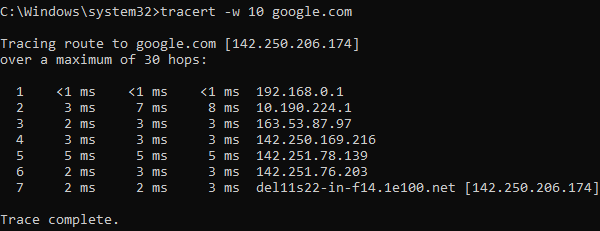 C:\Windows\system32>tracert -w 10 google.com
Tracing route to google.com [142.250.206.174]
over a maximum of 30 hops:
1 <1 ms <1 ms <1 ms 192.168.0.1
2 3 ms 7 ms 8 ms 10.190.224.1
3 2 ms 3 ms 3 ms 163.53.87.97
4 3 ms 3 ms 3 ms 142.250.169.216
5 5 ms 5 ms 5 ms 142.251.78.139
6 2 ms 3 ms 3 ms 142.251.76.203
7 2 ms 2 ms 3 ms del11s22-in-f14.1e100.net [142.250.206.174]
Trace complete.